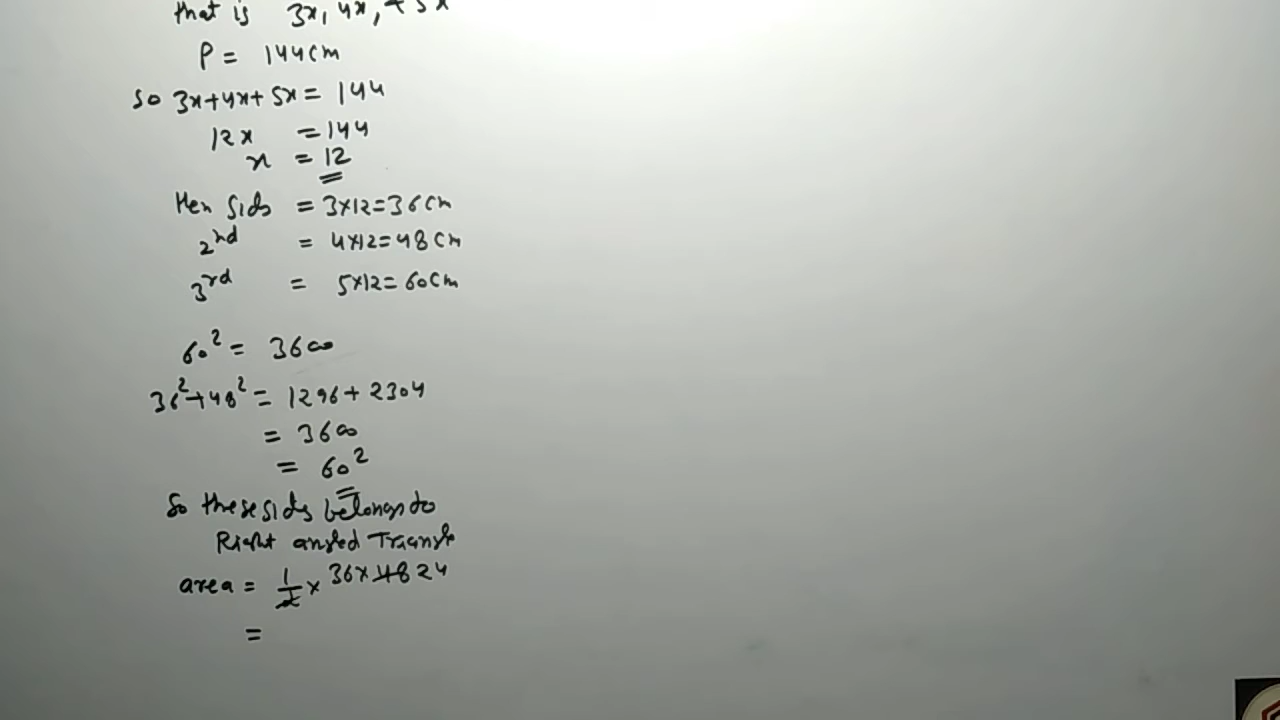 that is 3x, 4x, + 5x
P = 144cm
So 3x+4x+5x = 144
12x = 144
x = 12
Hen Sids = 3×12=36cm
2nd = 4×12=48cm
3rd = 5×12=60cm
60² = 3600
36²+48² = 1296+2304
= 3600
= 60²
So these sids belongs to
Right angled Triangle
area = 1/2 × 36×48 24
=